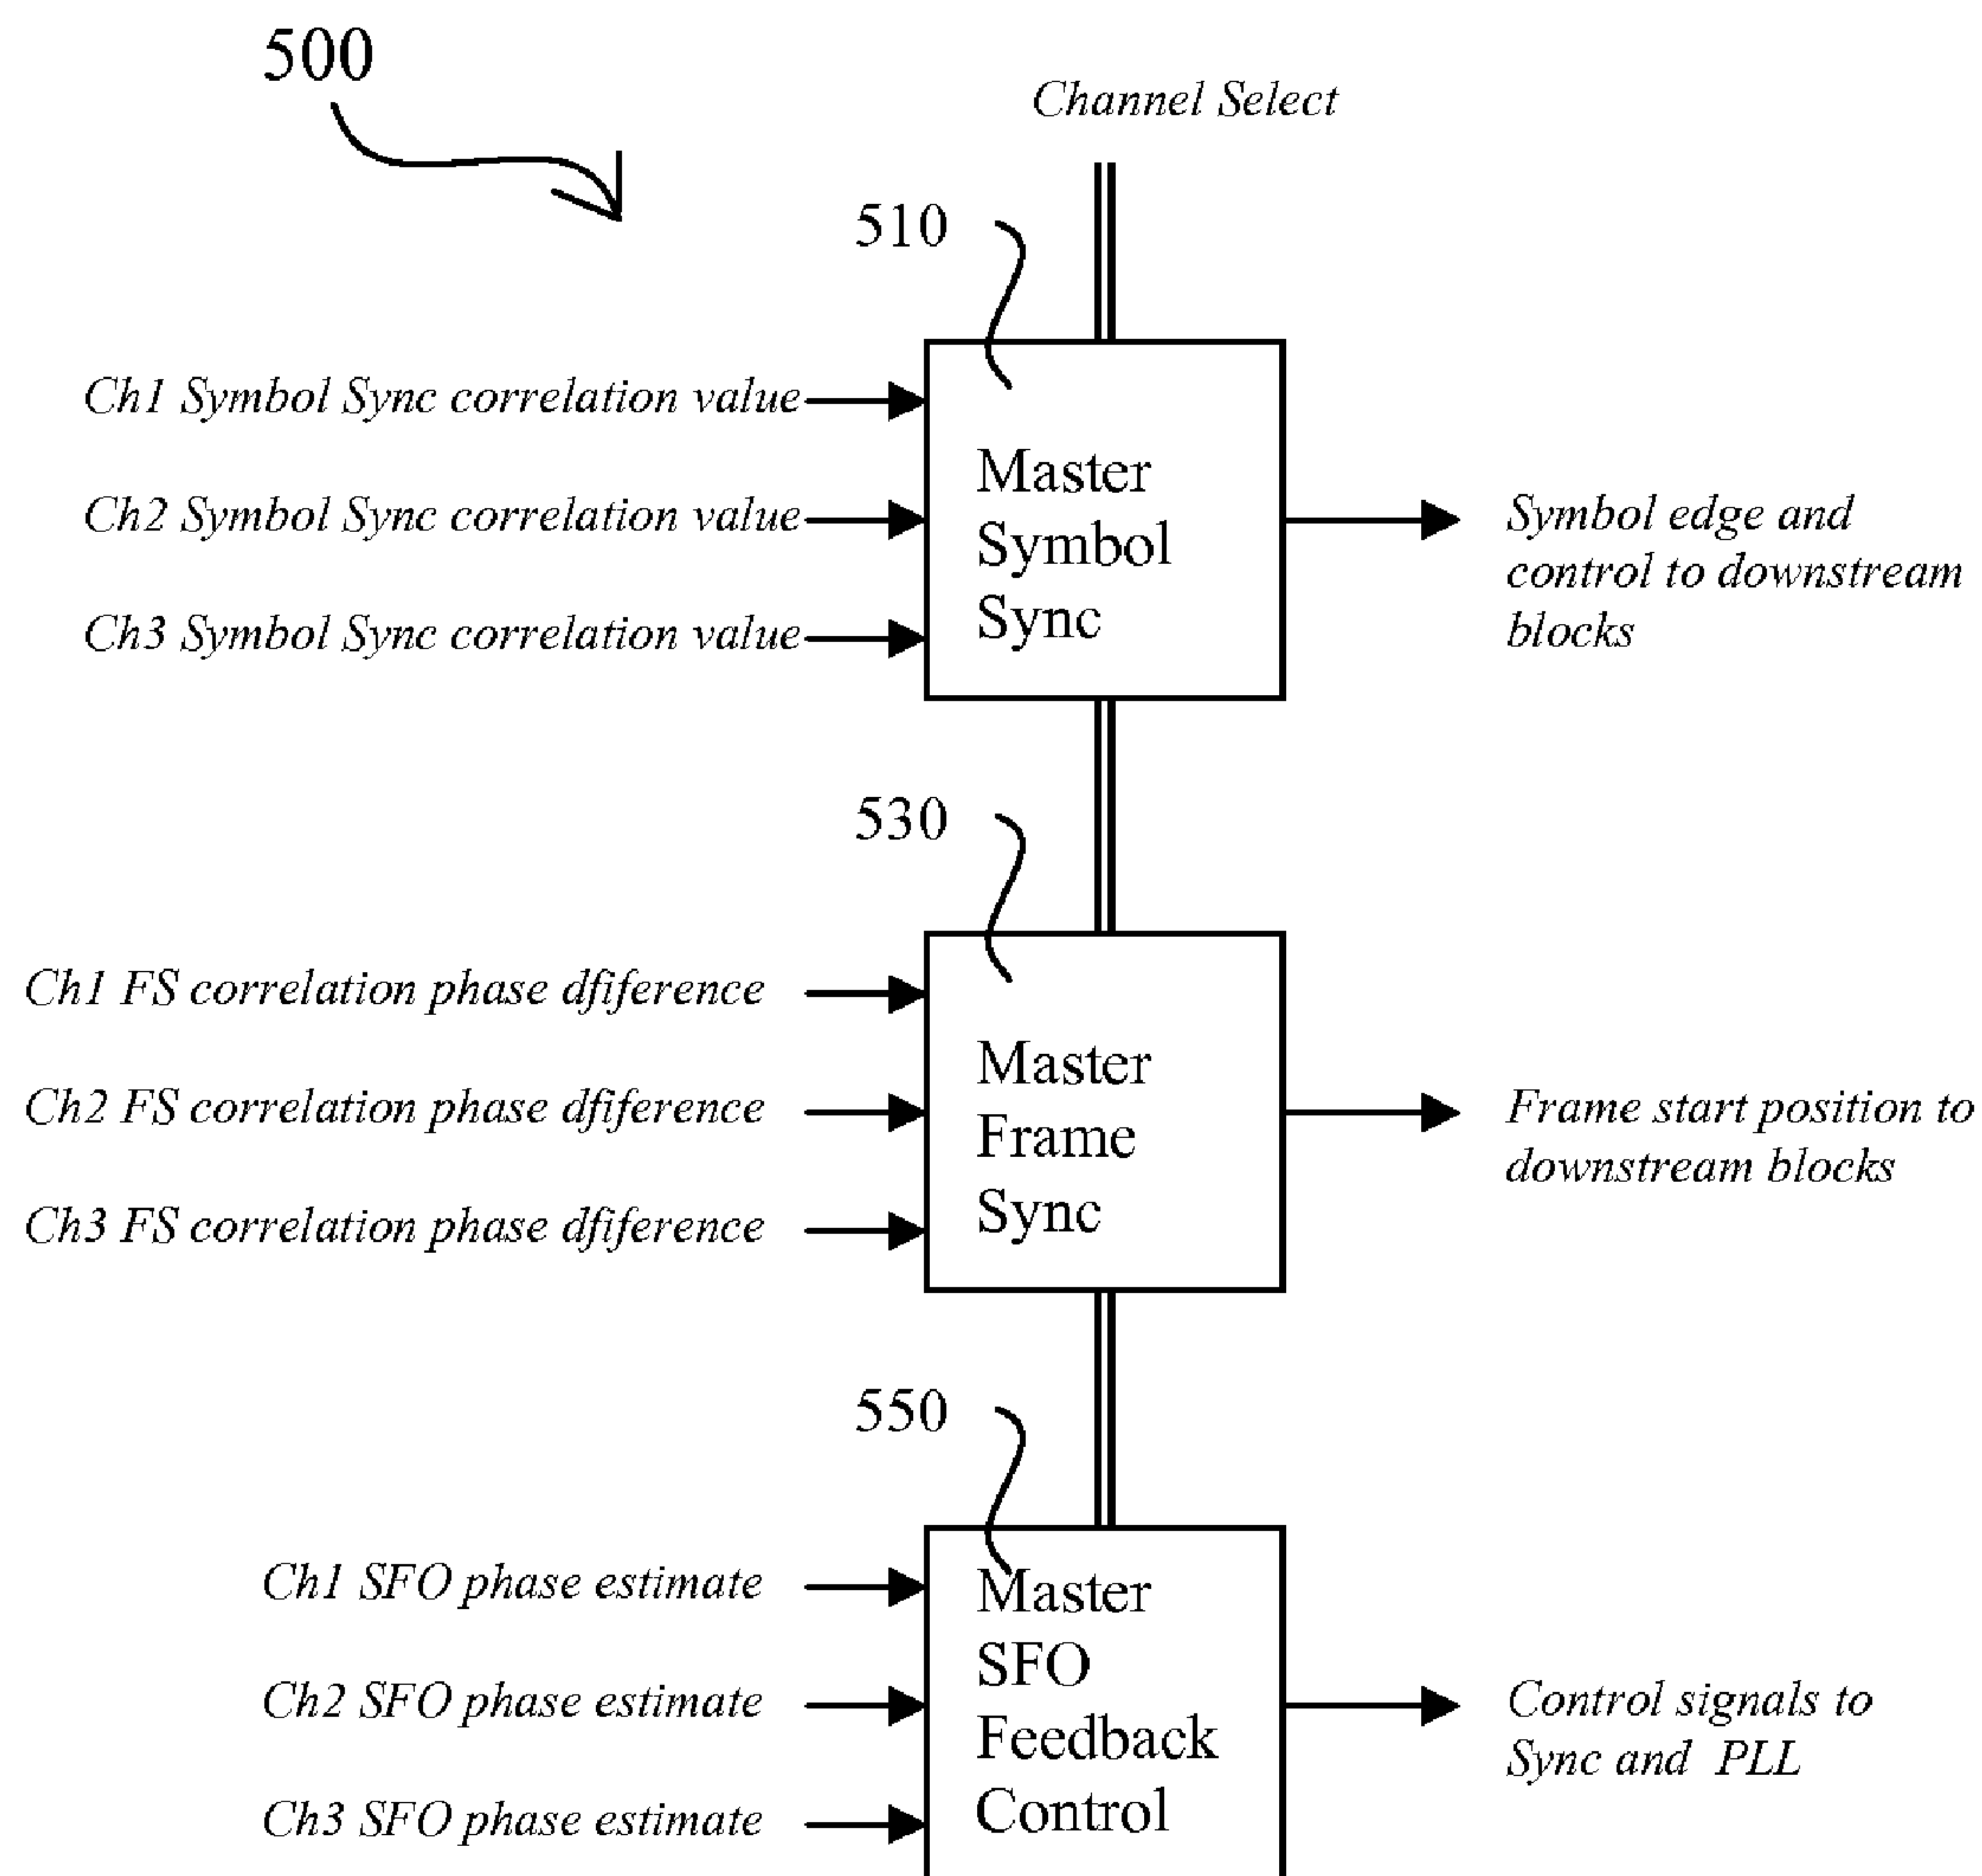 500
Channel Select
510
Ch1 Symbol Sync correlation value
Ch2 Symbol Sync correlation value
Ch3 Symbol Sync correlation value
Master
Symbol
Sync
Symbol edge and
control to downstream
blocks
530
Ch1 FS correlation phase dfiference
Ch2 FS correlation phase dfiference
Ch3 FS correlation phase dfiference
Master
Frame
Sync
Frame start position to
downstream blocks
550
Ch1 SFO phase estimate
Ch2 SFO phase estimate
Ch3 SFO phase estimate
Master
SFO
Feedback
Control
Control signals to
Sync and PLL